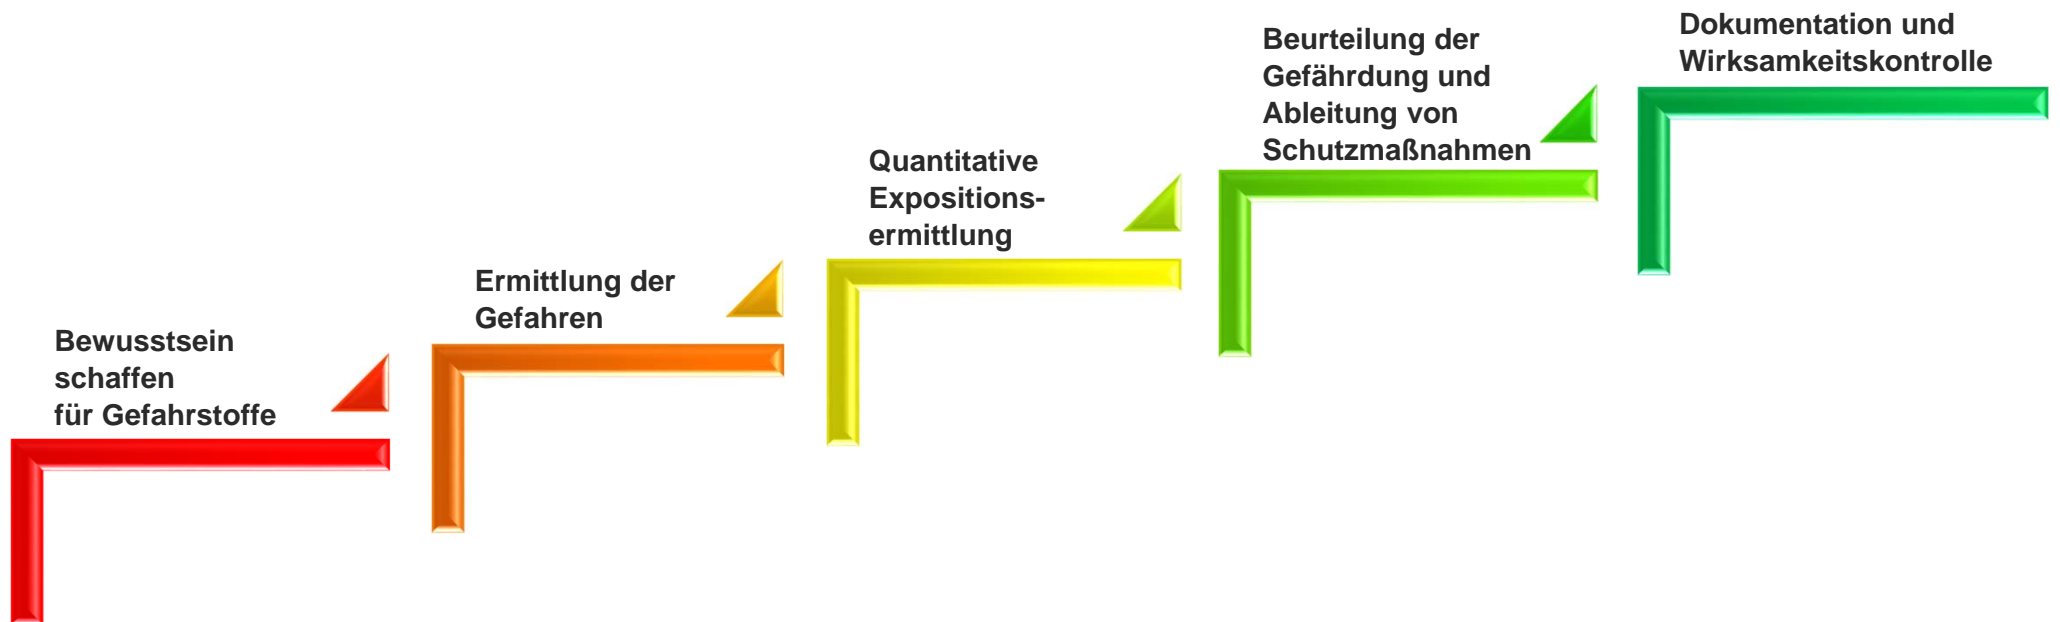 Bewusstsein
schaffen
für Gefahrstoffe
Ermittlung der
Gefahren
Quantitative
Expositions-
ermittlung
Beurteilung der
Gefährdung und
Ableitung von
Schutzmaßnahmen
Dokumentation und
Wirksamkeitskontrolle